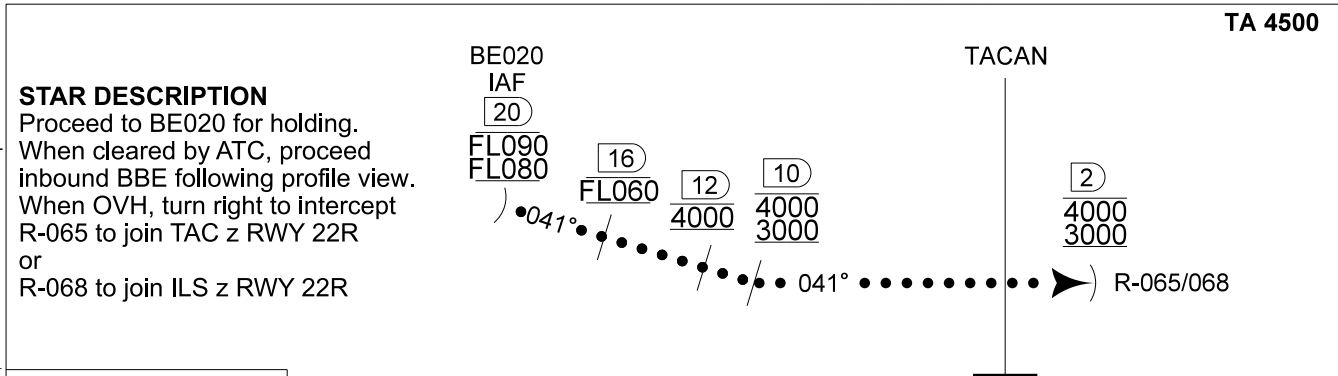 TA 4500
STAR DESCRIPTION
Proceed to BE020 for holding.
When cleared by ATC, proceed
inbound BBE following profile view.
When OVH, turn right to intercept
R-065 to join TAC z RWY 22R
or
R-068 to join ILS z RWY 22R
BE020
IAF
20
FL090
FL080
041°
16
FL060
12
4000
10
4000
3000
041°
TACAN
2
4000
3000
R-065/068